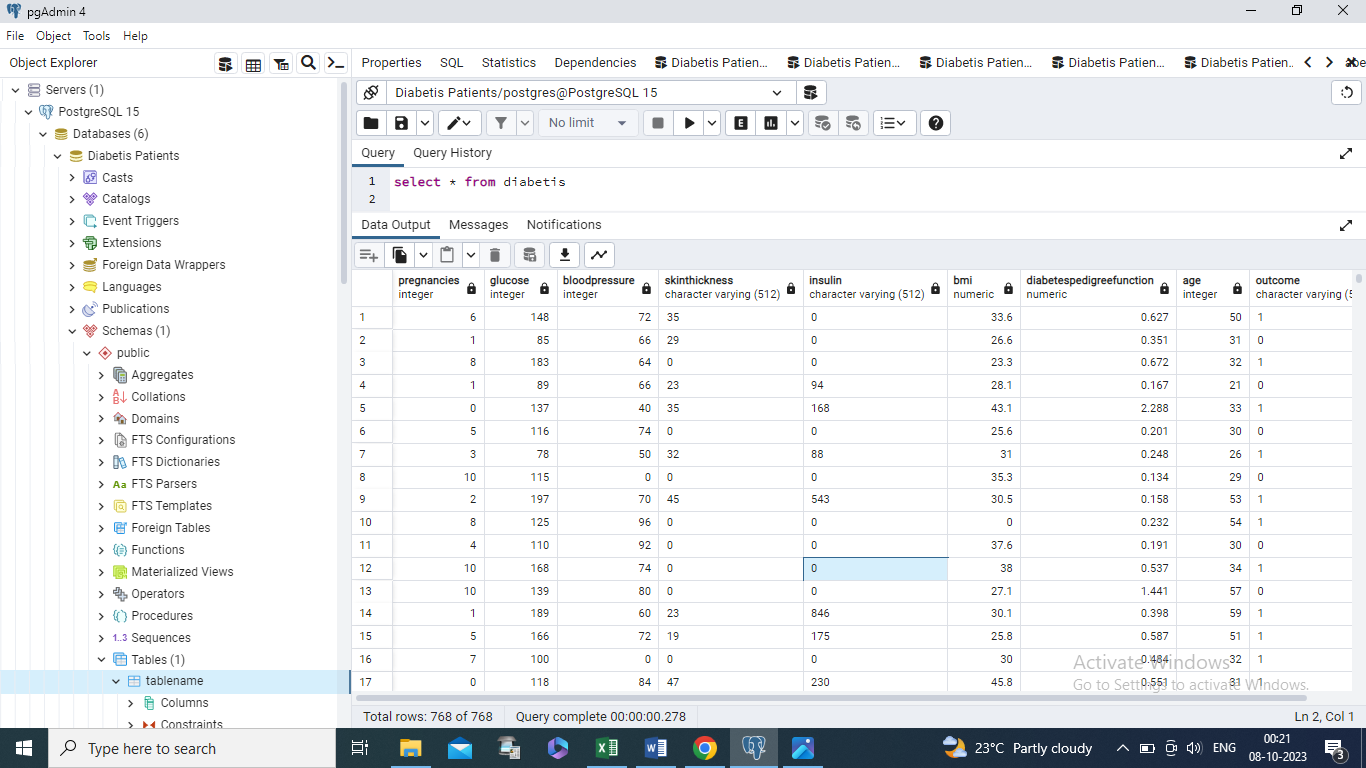 pgAdmin 4
File Object Tools Help
Object Explorer
Properties SQL Statistics Dependencies Diabetis Patien... Diabetis Patien... Diabetis Patien... Diabetis Patien... Diabetis Patien..
Servers (1)
PostgreSQL 15
Databases (6)
Diabetis Patients
Casts
Catalogs
Event Triggers
Extensions
Foreign Data Wrappers
Languages
Publications
Schemas (1)
public
Aggregates
Collations
Domains
FTS Configurations
FTS Dictionaries
Aa FTS Parsers
FTS Templates
Foreign Tables
Functions
Materialized Views
Operators
Procedures
1..3 Sequences
Tables (1)
tablename
Columns
Constraints
Diabetis Patients/postgres@PostgreSQL 15
No limit E
Query Query History
1 select * from diabetis
2
Data Output Messages Notifications
pregnancies glucose bloodpressure skinthickness insulin bmi diabetespedigreefunction age outcome
integer integer integer character varying (512) character varying (512) numeric numeric integer character varying (5
1 6 148 72 35 0 33.6 0.627 50 1
2 1 85 66 29 0 26.6 0.351 31 0
3 8 183 64 0 0 23.3 0.672 32 1
4 1 89 66 23 94 28.1 0.167 21 0
5 0 137 40 35 168 43.1 2.288 33 1
6 5 116 74 0 0 25.6 0.201 30 0
7 3 78 50 32 88 31 0.248 26 1
8 10 115 0 0 0 35.3 0.134 29 0
9 2 197 70 45 543 30.5 0.158 53 1
10 8 125 96 0 0 0 0.232 54 1
11 4 110 92 0 0 37.6 0.191 30 0
12 10 168 74 0 0 38 0.537 34 1
13 10 139 80 0 0 27.1 1.441 57 0
14 1 189 60 23 846 30.1 0.398 59 1
15 5 166 72 19 175 25.8 0.587 51 1
16 7 100 0 0 0 30 0.484 32 1
17 0 118 84 47 230 45.8 0.551 31 1
Activate Windows
Go to Settings to activate Windows.
Total rows: 768 of 768 Query complete 00:00:00.278 Ln 2, Col 1
Type here to search
23°C Partly cloudy ENG 00:21
08-10-2023 3